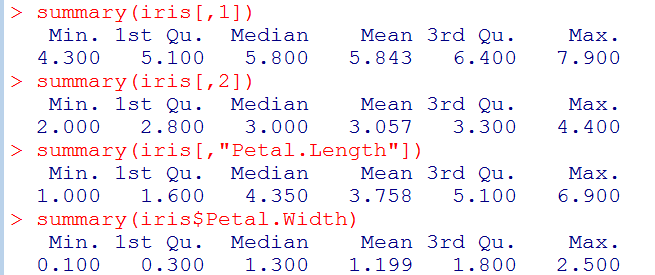 > summary(iris[,1])
Min. 1st Qu. Median Mean 3rd Qu. Max.
4.300 5.100 5.800 5.843 6.400 7.900
> summary(iris[,2])
Min. 1st Qu. Median Mean 3rd Qu. Max.
2.000 2.800 3.000 3.057 3.300 4.400
> summary(iris[,"Petal.Length"])
Min. 1st Qu. Median Mean 3rd Qu. Max.
1.000 1.600 4.350 3.758 5.100 6.900
> summary(iris$Petal.Width)
Min. 1st Qu. Median Mean 3rd Qu. Max.
0.100 0.300 1.300 1.199 1.800 2.500